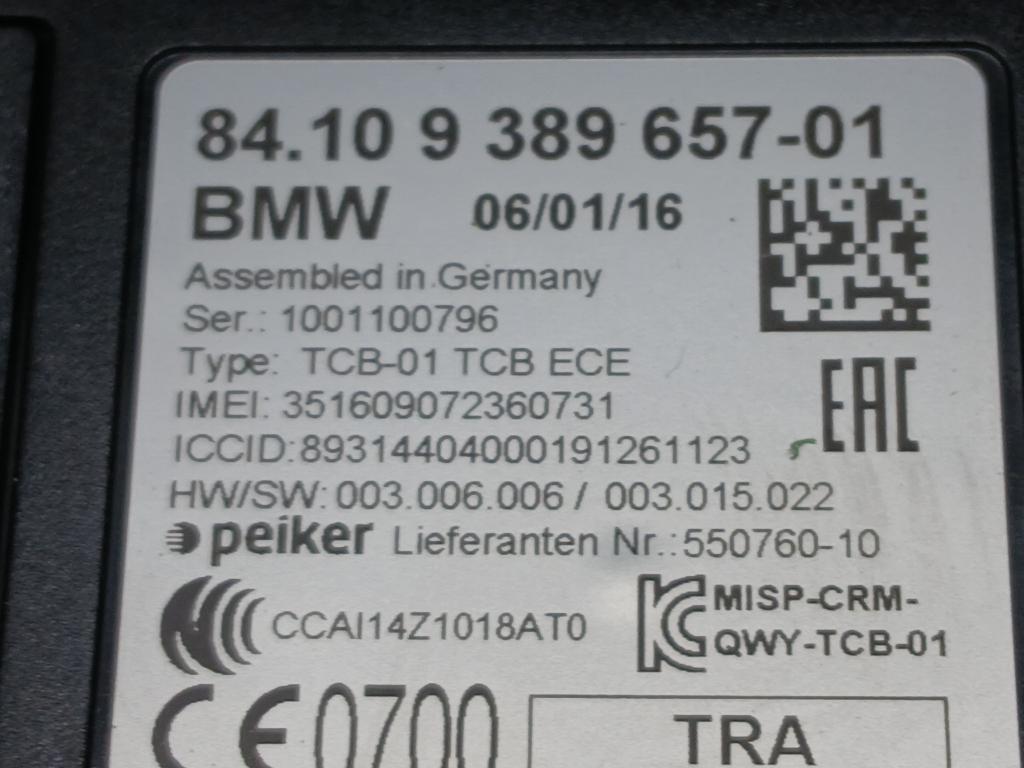 84.10 9 389 657-01
BMW 06/01/16
Assembled in Germany
Ser.: 1001100796
Type: TCB-01 TCB ECE
IMEI: 351609072360731
EAC
ICCID:89314404000191261123
HW/SW: 003.006.006 / 003.015.022
peiker Lieferanten Nr.:550760-10
CCAI14Z1018AT0
MISP-CRM-
QWY-TCB-01
CE 0700
TRA